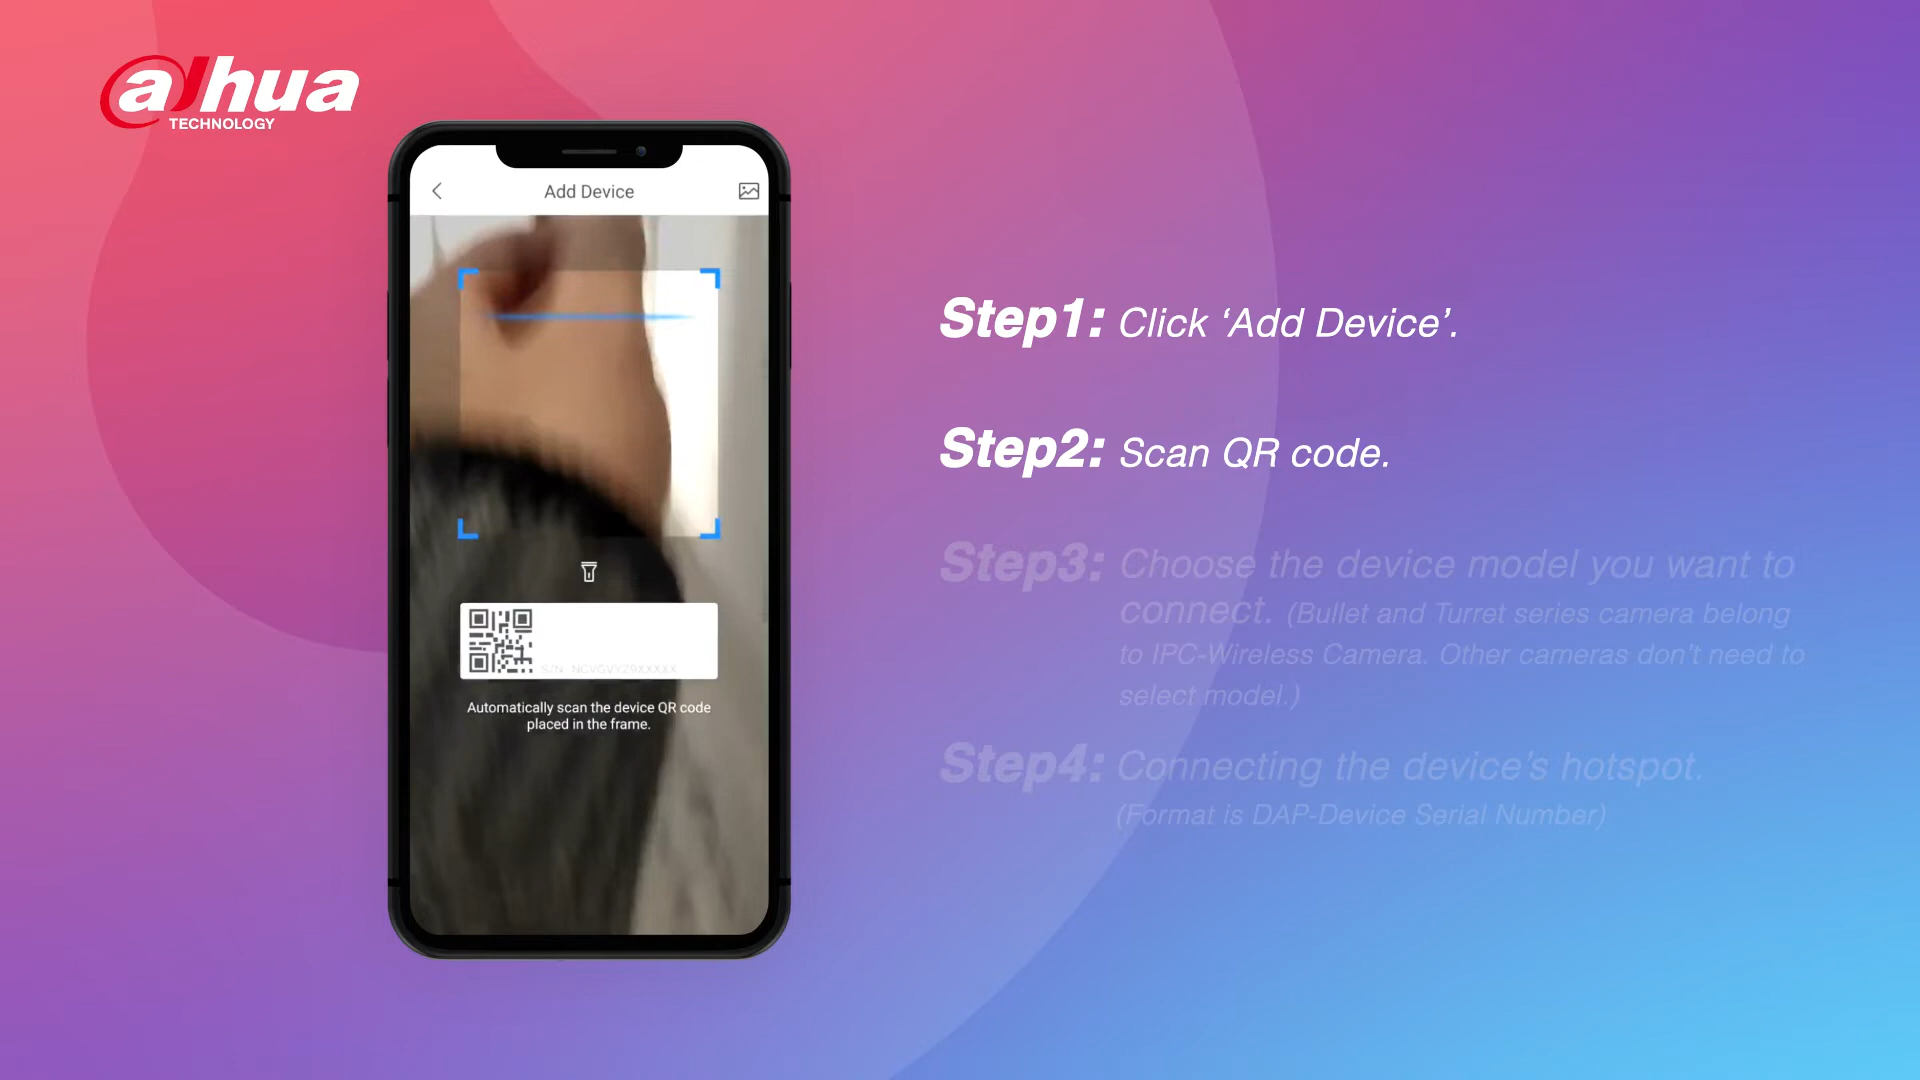 alhua
TECHNOLOGY
Add Device
S/N NCVGVYZ9XXXXX
Automatically scan the device QR code
placed in the frame.
Step1: Click ‘Add Device’.
Step2: Scan QR code.
Step3: Choose the device model you want to
connect. (Bullet and Turret series camera belong
to IPC-Wireless Camera. Other cameras don't need to
select model.)
Step4: Connecting the device’s hotspot.
(Format is DAP-Device Serial Number)